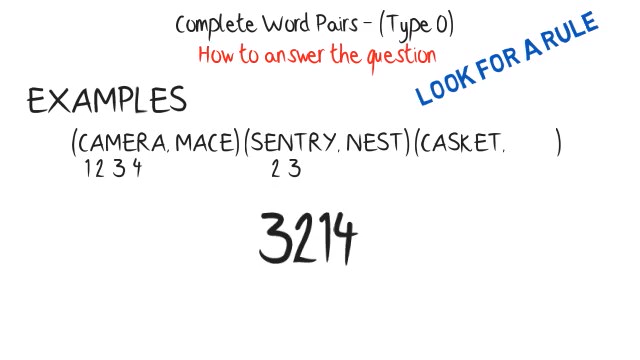 Complete Word Pairs - (Type O)
How to answer the question
LOOK FOR A RULE
EXAMPLES
(CAMERA, MACE) (SENTRY, NEST) (CASKET, )
1 2 3 4 2 3
3214